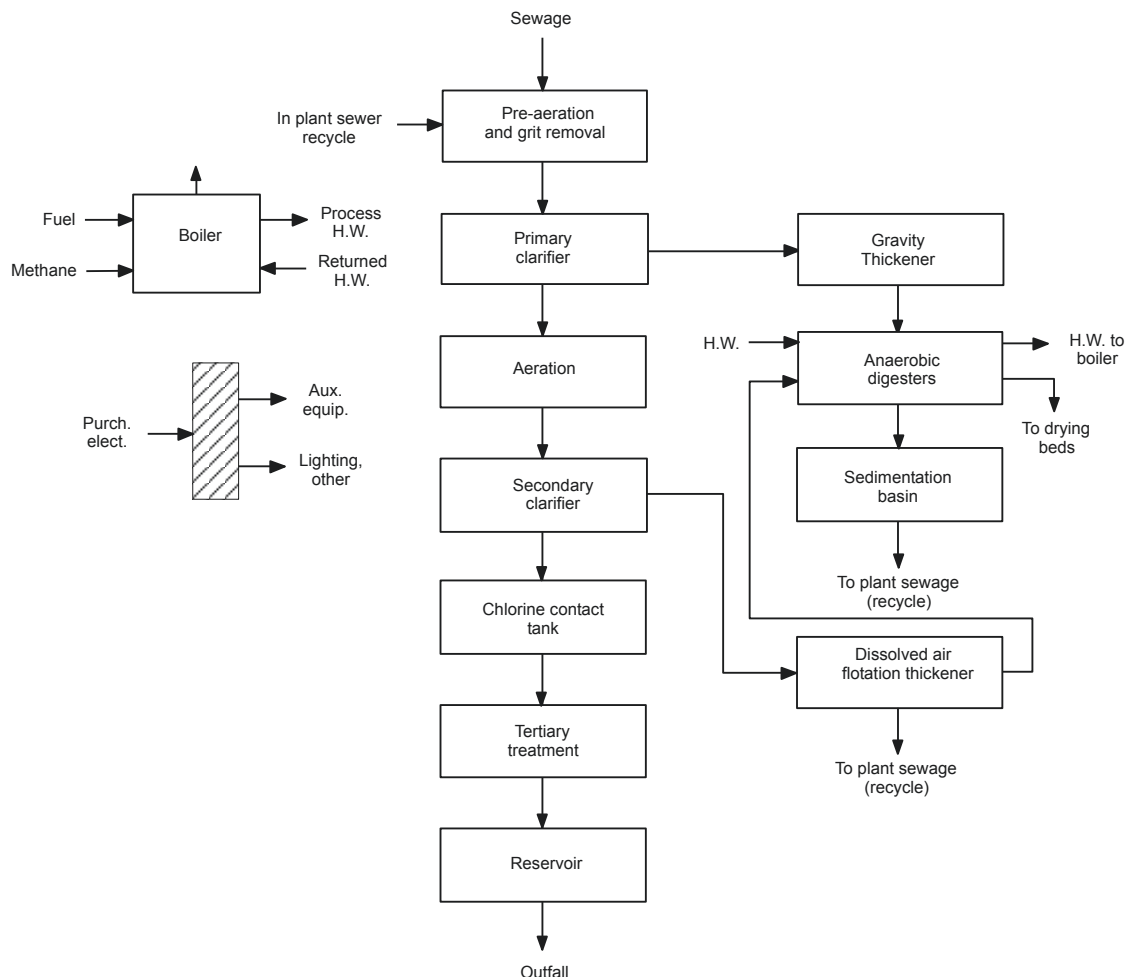 Sewage
Pre-aeration
and grit removal
In plant sewer
recycle
Fuel
Methane
Boiler
Process
H.W.
Returned
H.W.
Primary
clarifier
Gravity
Thickener
H.W.
Anaerobic
digesters
H.W. to
boiler
To drying
beds
Aeration
Purch.
elect.
Aux.
equip.
Lighting,
other
Secondary
clarifier
Sedimentation
basin
To plant sewage
(recycle)
Chlorine contact
tank
Dissolved air
flotation thickener
To plant sewage
(recycle)
Tertiary
treatment
Reservoir
Outfall